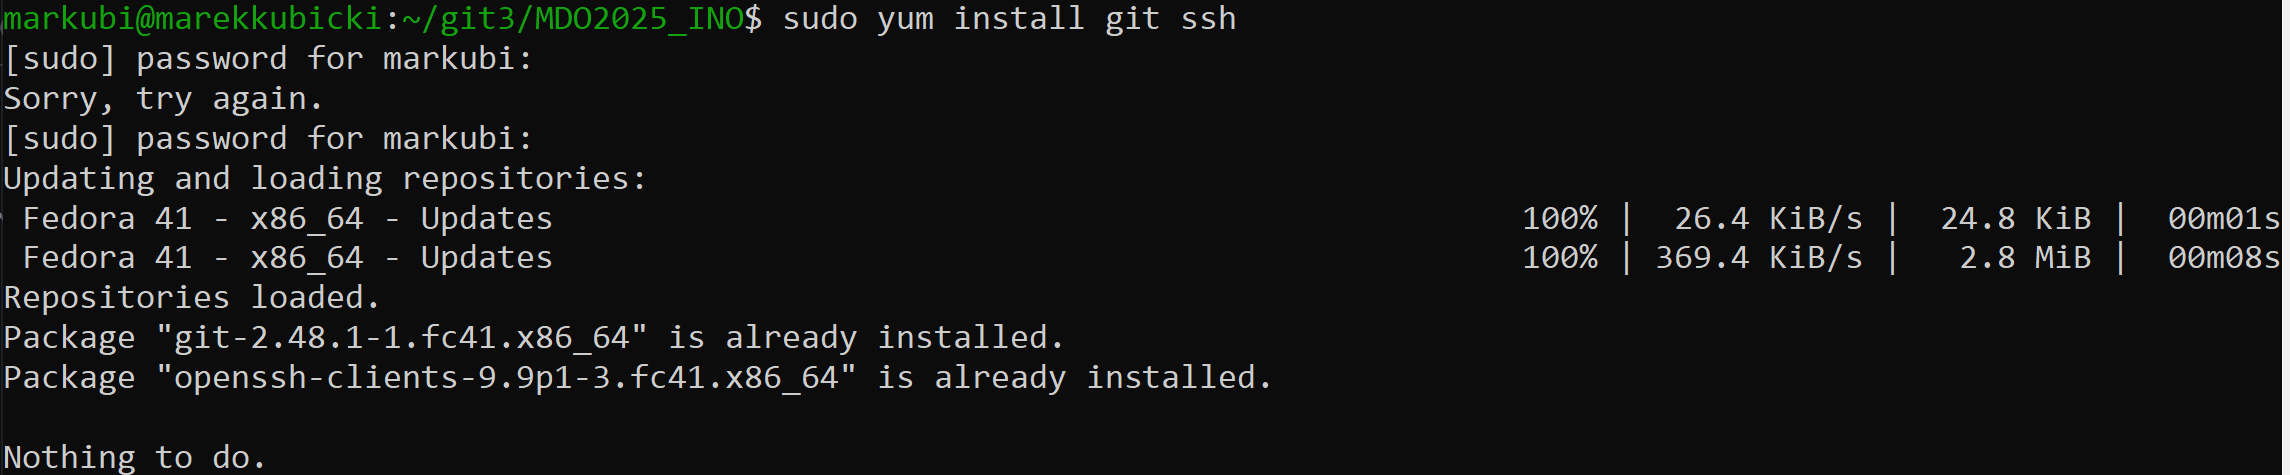 markubi@marekkubicki:~/git3/MDO2025_INO$ sudo yum install git ssh
[sudo] password for markubi:
Sorry, try again.
[sudo] password for markubi:
Updating and loading repositories:
 Fedora 41 - x86_64 - Updates 100% | 26.4 KiB/s | 24.8 KiB | 00m01s
 Fedora 41 - x86_64 - Updates 100% | 369.4 KiB/s | 2.8 MiB | 00m08s
Repositories loaded.
Package "git-2.48.1-1.fc41.x86_64" is already installed.
Package "openssh-clients-9.9p1-3.fc41.x86_64" is already installed.

Nothing to do.